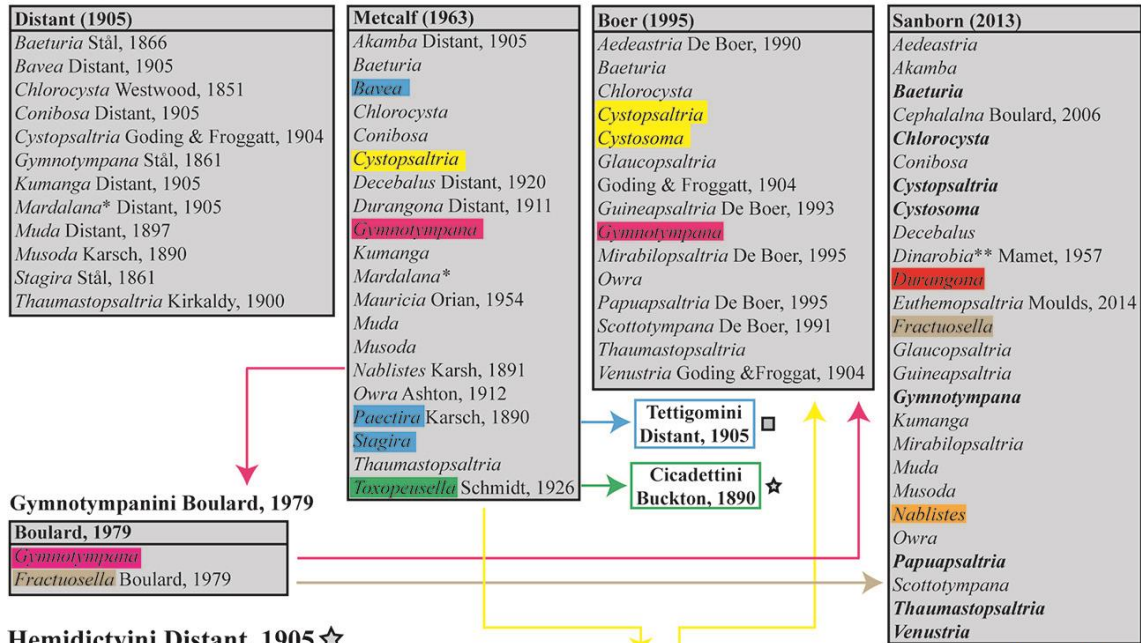 Distant (1905)
Baeturia Stål, 1866
Bavea Distant, 1905
Chlorocysta Westwood, 1851
Conibosa Distant, 1905
Cystopsaltria Goding & Froggatt, 1904
Gymnotympana Stål, 1861
Kumanga Distant, 1905
Mardalana* Distant, 1905
Muda Distant, 1897
Musoda Karsch, 1890
Stagira Stål, 1861
Thaumastopsaltria Kirkaldy, 1900
Metcalf (1963)
Akamba Distant, 1905
Baeturia
Bavea
Chlorocysta
Conibosa
Cystopsaltria
Decebalus Distant, 1920
Durangona Distant, 1911
Gymnotympana
Kumanga
Mardalana*
Mauricia Orian, 1954
Muda
Musoda
Nablistes Karsh, 1891
Owra Ashton, 1912
Paectira Karsch, 1890
Stagira
Thaumastopsaltria
Toxopeusella Schmidt, 1926
Boer (1995)
Aedeastria De Boer, 1990
Baeturia
Chlorocysta
Cystopsaltria
Cystosoma
Glaucopsaltria
Goding & Froggatt, 1904
Guineapsaltria De Boer, 1993
Gymnotympana
Mirabilopsaltria De Boer, 1995
Owra
Papuapsaltria De Boer, 1995
Scottotympana De Boer, 1991
Thaumastopsaltria
Venustria Goding &Froggat, 1904
Sanborn (2013)
Aedeastria
Akamba
Baeturia
Cephalalna Boulard, 2006
Chlorocysta
Conibosa
Cystopsaltria
Cystosoma
Decebalus
Dinarobia** Mamet, 1957
Durangona
Euthemopsaltria Moulds, 2014
Fractuosella
Glaucopsaltria
Guineapsaltria
Gymnotympana
Kumanga
Mirabilopsaltria
Muda
Musoda
Nablistes
Owra
Papuapsaltria
Scottotympana
Thaumastopsaltria
Venustria
Tettigomini
Distant, 1905
Cicadettini
Buckton, 1890
Gymnotympanini Boulard, 1979
Boulard, 1979
Gymnotympana
Fractuosella Boulard, 1979
Hemidictyini Distant, 1905